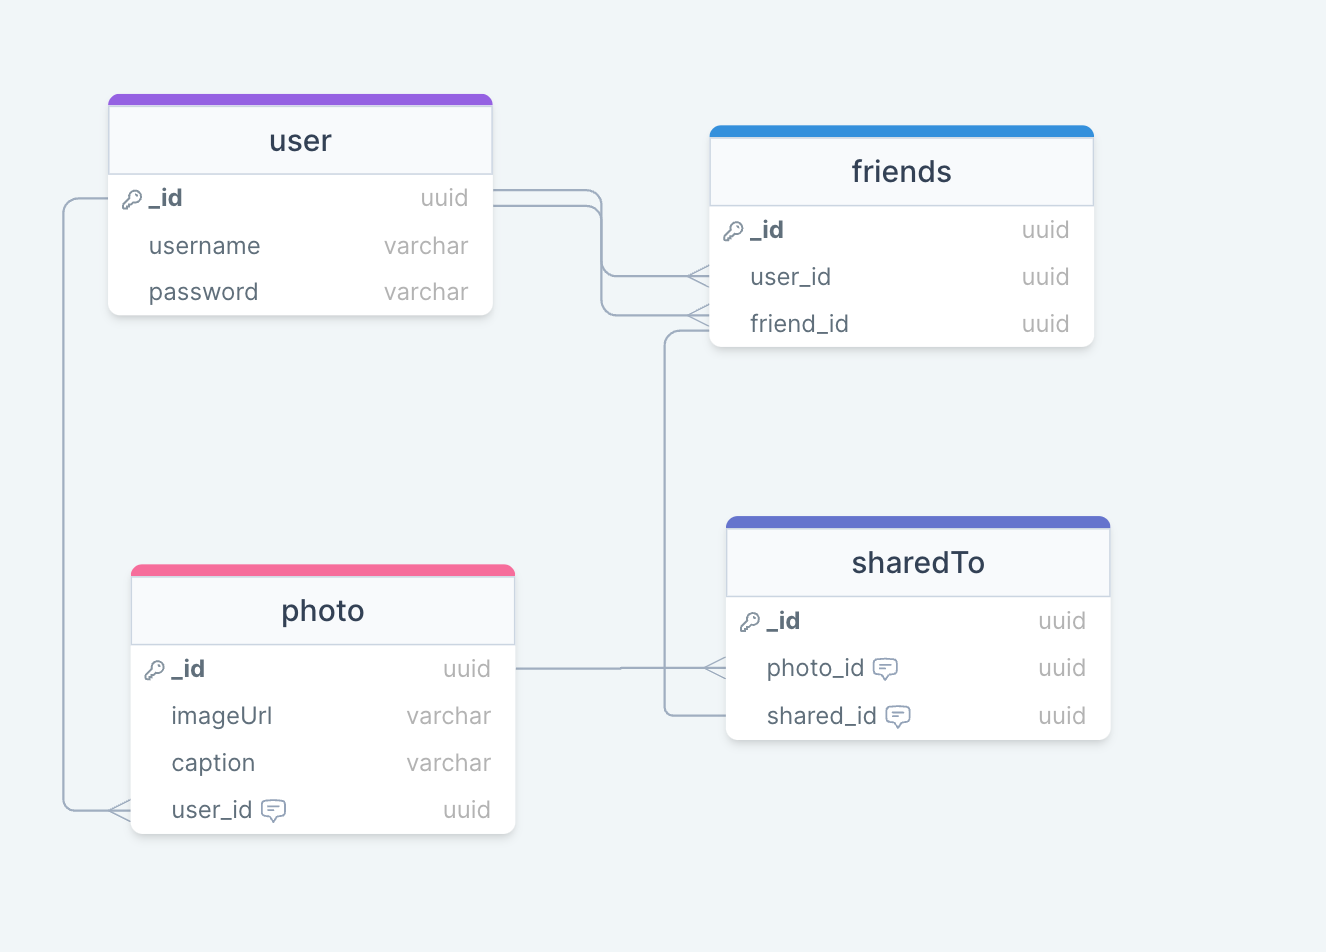 user
_id uuid
username varchar
password varchar
friends
_id uuid
user_id uuid
friend_id uuid
photo
_id uuid
imageUrl varchar
caption varchar
user_id uuid
sharedTo
_id uuid
photo_id uuid
shared_id uuid